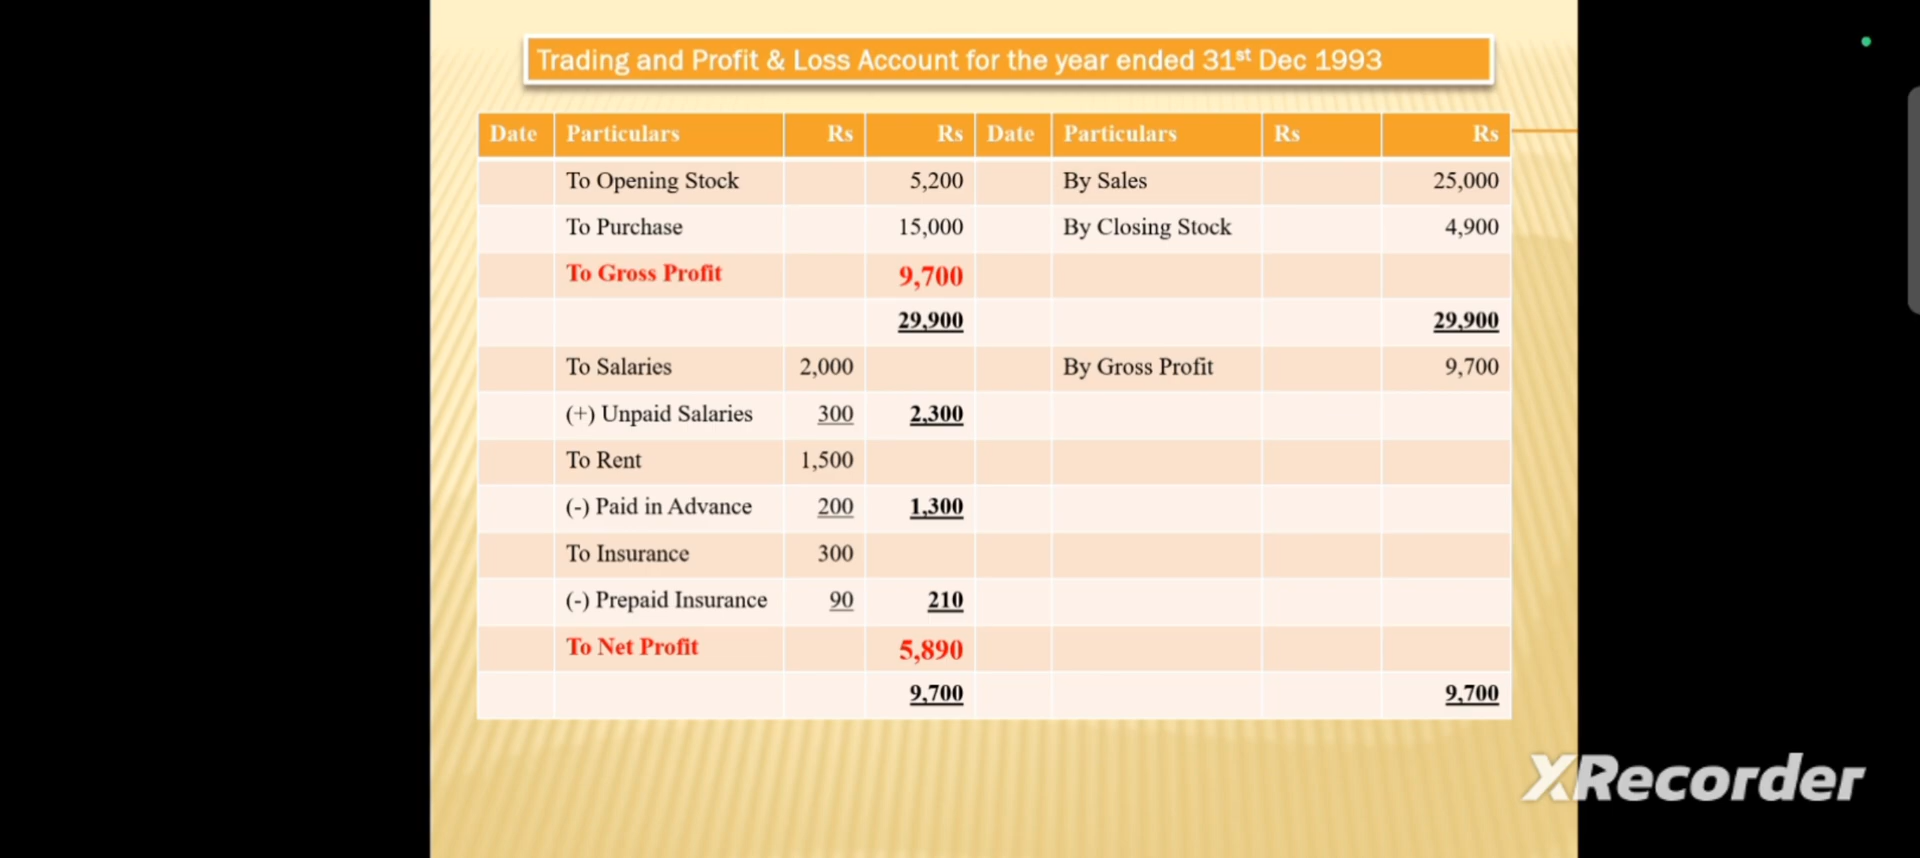 Trading and Profit & Loss Account for the year ended 31st Dec 1993
Date Particulars Rs Rs Date Particulars Rs Rs
To Opening Stock 5,200 By Sales 25,000
To Purchase 15,000 By Closing Stock 4,900
To Gross Profit 9,700
29,900 29,900
To Salaries 2,000 By Gross Profit 9,700
(+) Unpaid Salaries 300 2,300
To Rent 1,500
(-) Paid in Advance 200 1,300
To Insurance 300
(-) Prepaid Insurance 90 210
To Net Profit 5,890
9,700 9,700
XRecorder